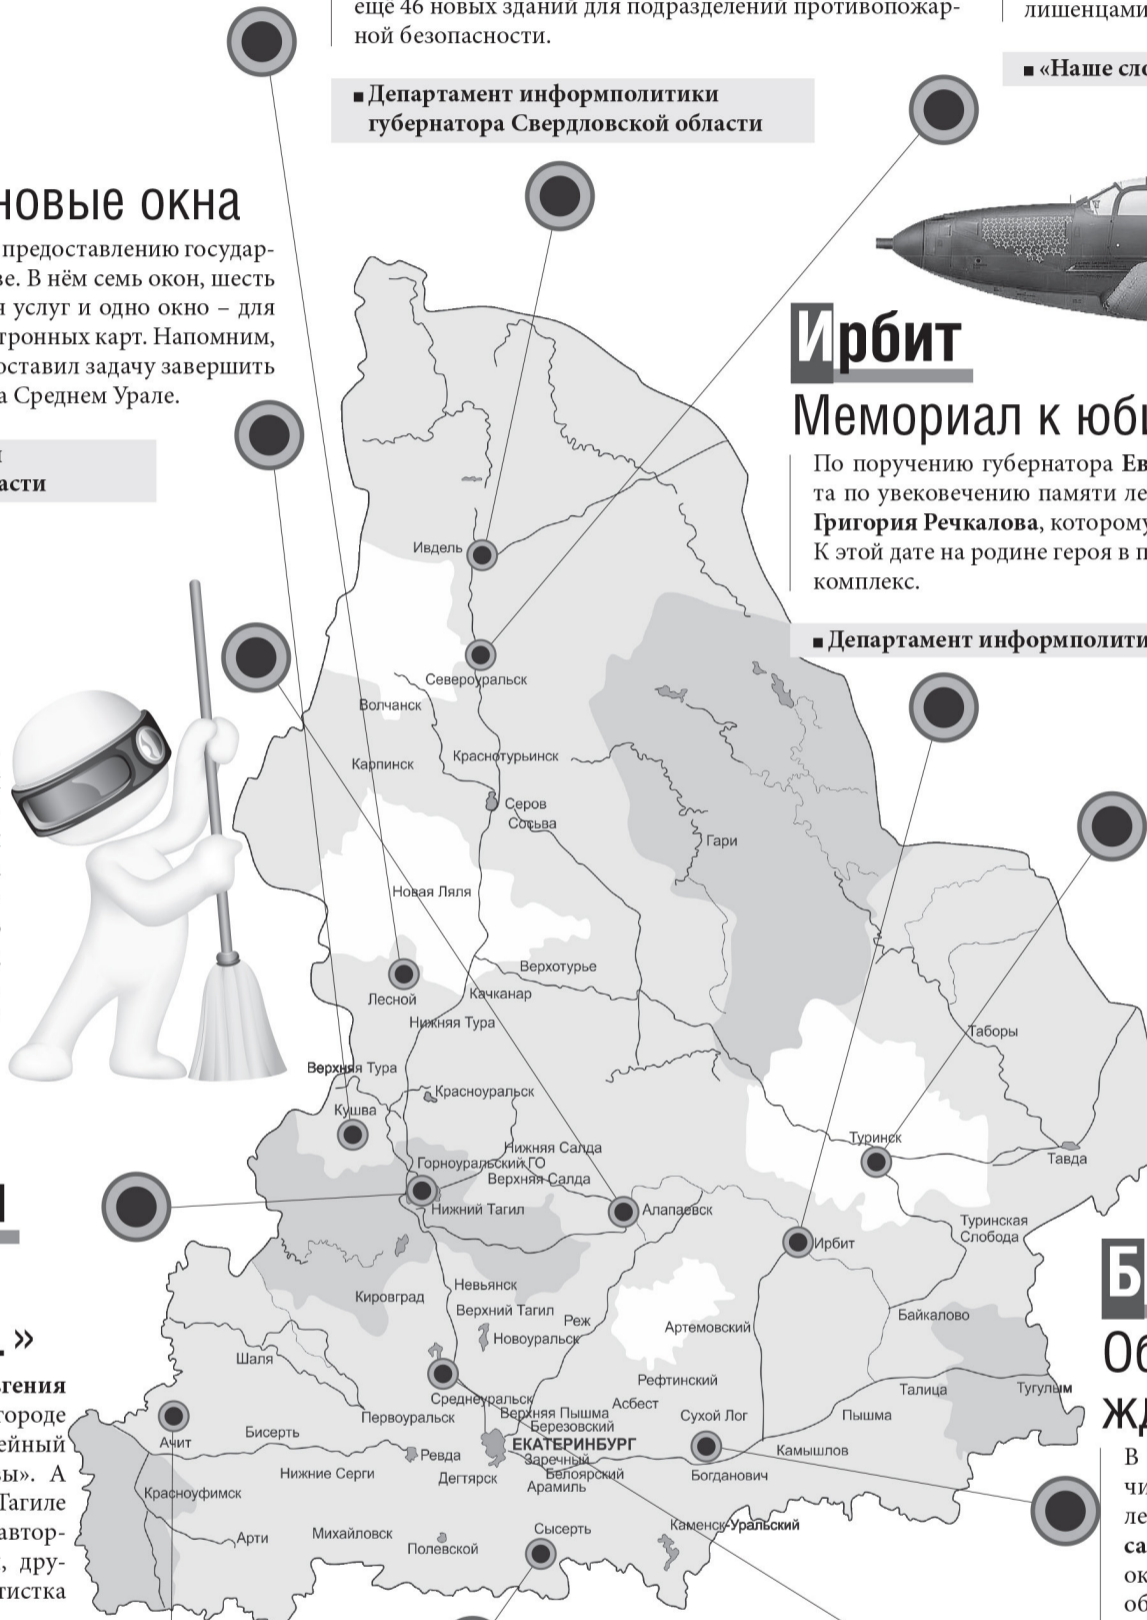 ещё 46 новых зданий для подразделений противопожар-
ной безопасности.
■ Департамент информполитики
губернатора Свердловской области
лишенцами
■ «Наше сло
новые окна
предоставлению государ-
ве. В нём семь окон, шесть
я услуг и одно окно – для
тронных карт. Напомним,
оставил задачу завершить
а Среднем Урале.
асти
Ирбит
Мемориал к юби
По поручению губернатора Ев
та по увековечению памяти ле
Григория Речкалова, которому
К этой дате на родине героя в п
комплекс.
■ Департамент информполити
Ивдель
Североуральск
Волчанск
Карпинск
Краснотурьинск
Серов
Сосьва
Гари
Новая Ляля
Верхотурье
Лесной
Качканар
Нижняя Тура
Таборы
Верхняя Тура
Красноуральск
Кушва
Туринск
Тавда
Нижняя Салда
Горноуральский ГО
Верхняя Салда
Нижний Тагил
Алапаевск
Ирбит
Туринская
Слобода
Невьянск
Кировград
Верхний Тагил
Реж
Новоуральск
Артемовский
Байкалово
Шаля
Рефтинский
Талица
Тугулым
Среднеуральск
Асбест
Первоуральск
Верхняя Пышма
Сухой Лог
Пышма
Березовский
Ачит
Бисерть
ЕКАТЕРИНБУРГ
Ревда
Заречный
Камышлов
Нижние Серги
Дегтярск
Белоярский
Богданович
Арамиль
Красноуфимск
Арти
Михайловск
Полевской
Сысерть
Каменск-Уральский
.»
гения
городе
ейный
вы». А
Тагиле
автор-
, дру-
тистка
Б
Об
жд
В
чи
ле
са
ок
об